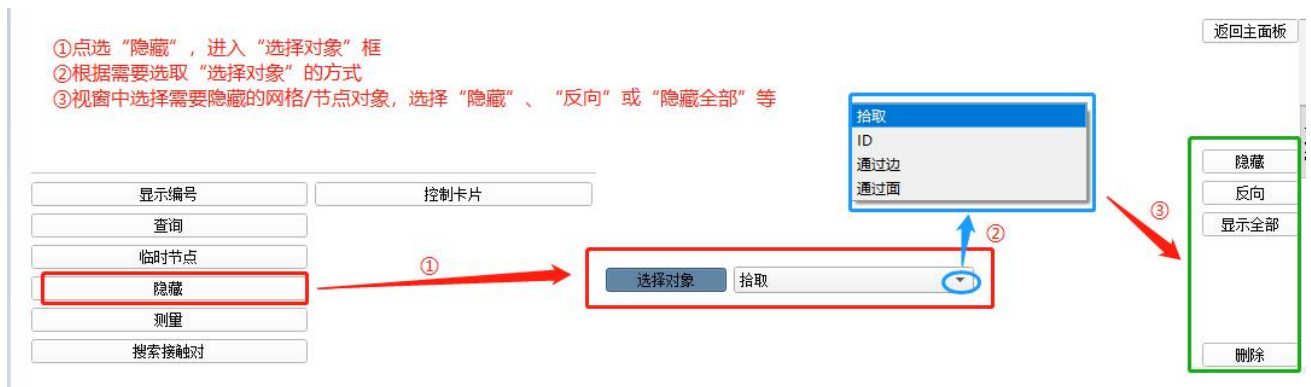 返回主面板
①点选“隐藏”，进入“选择对象”框
②根据需要选取“选择对象”的方式
③视窗中选择需要隐藏的网格/节点对象，选择“隐藏”、“反向”或“隐藏全部”等
拾取
ID
通过边
通过面
显示编号
控制卡片
查询
临时节点
隐藏
测量
搜索接触对
①
选择对象
拾取
②
③
隐藏
反向
显示全部
删除